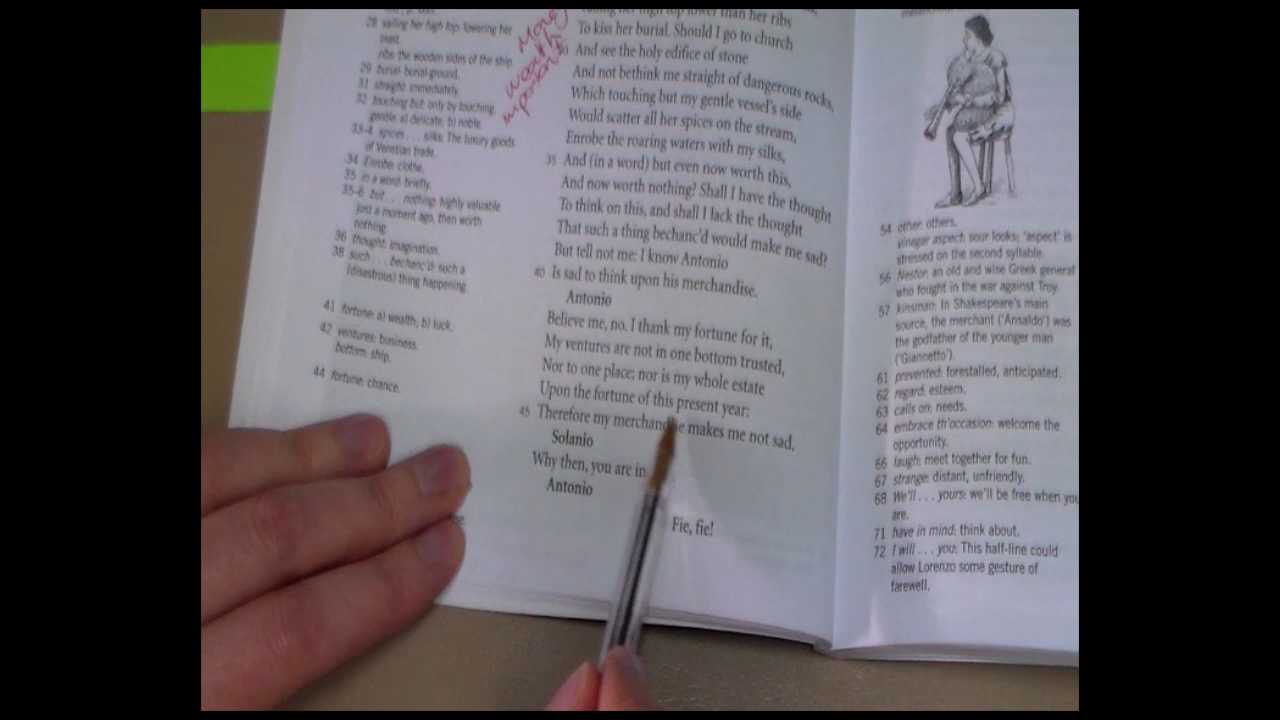 28 vailing her high top: lowering her
mast.
ribs: the wooden sides of the ship.
29 burial: burial-ground.
31 straight: immediately.
32 touching but: only by touching.
gentle: a) delicate; b) noble.
33–4 spices . . . silks: The luxury goods
of Venetian trade.
34 Enrobe: clothe.
35 in a word: briefly.
35–6 but . . . nothing: highly valuable
just a moment ago, then worth
nothing.
36 thought: imagination.
38 such . . . bechanc'd: such a
(disastrous) thing happening.
41 fortune: a) wealth; b) luck.
42 ventures: business.
bottom: ship.
44 fortune: chance.
high top lower than her ribs
To kiss her burial. Should I go to church
And see the holy edifice of stone
And not bethink me straight of dangerous rocks,
Which touching but my gentle vessel's side
Would scatter all her spices on the stream,
Enrobe the roaring waters with my silks,
35 And (in a word) but even now worth this,
And now worth nothing? Shall I have the thought
To think on this, and shall I lack the thought
That such a thing bechanc'd would make me sad?
But tell not me: I know Antonio
40 Is sad to think upon his merchandise.
Antonio
Believe me, no. I thank my fortune for it,
My ventures are not in one bottom trusted,
Nor to one place; nor is my whole estate
Upon the fortune of this present year:
45 Therefore my merchandise makes me not sad.
Solanio
Why then, you are in
Antonio
Fie, fie!
54 other: others.
vinegar aspect: sour looks; 'aspect' is
stressed on the second syllable.
56 Nestor: an old and wise Greek general
who fought in the war against Troy.
57 kinsman: In Shakespeare's main
source, the merchant ('Ansaldo') was
the godfather of the younger man
('Giannetto').
61 prevented: forestalled, anticipated.
62 regard: esteem.
63 calls on: needs.
64 embrace th'occasion: welcome the
opportunity.
66 laugh: meet together for fun.
67 strange: distant, unfriendly.
68 We'll . . . yours: we'll be free when you
are.
71 have in mind: think about.
72 I will . . . you: This half-line could
allow Lorenzo some gesture of
farewell.